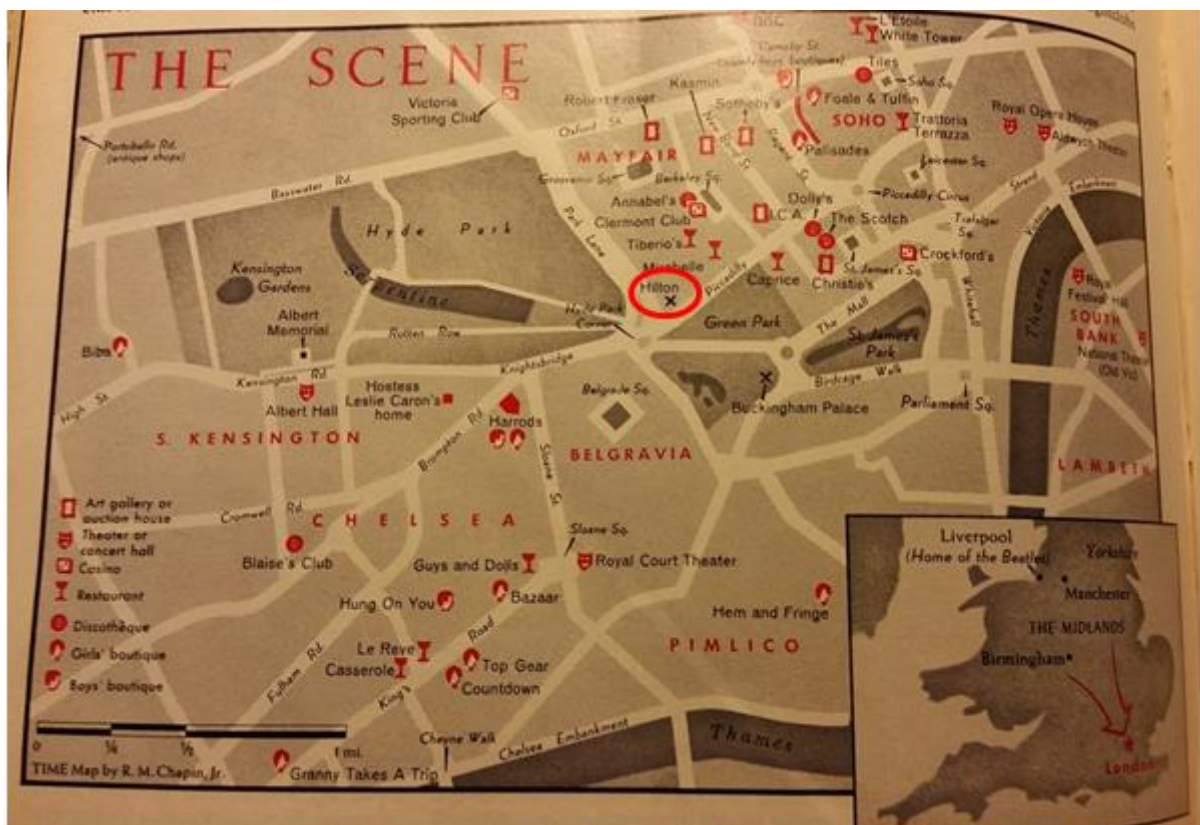 THE SCENE
L'Etoile
White Tower
Tiles
Soho Sq.
Kasmin
Sotheby's
Foale & Tuffin
SOHO
Trattoria
Terrazza
Royal Opera House
Aldwych Theater
Victoria
Sporting Club
Robert Fraser
Oxford St.
New Bond St.
Regent St.
Palisades
Portobello Rd.
(antique shops)
MAYFAIR
Grosvenor Sq.
Berkeley Sq.
Leicester Sq.
Piccadilly Circus
Strand
Embankment
Victoria
Bayswater Rd.
Park Lane
Annabel's
Clermont Club
Dolly's
I.C.A.
The Scotch
Trafalgar
Sq.
Hyde Park
Tiberio's
Mirabelle
Caprice
Christie's
St. James's Sq.
Crockford's
Kensington
Gardens
Serpentine
Hilton
Piccadilly
Whitehall
Thames
Royal
Festival Hall
SOUTH
BANK
National Theater
(Old Vic)
Albert
Memorial
Rotten Row
Hyde Park
Corner
Green Park
The Mall
St. James's
Park
Biba
Knightsbridge
Birdcage Walk
Kensington Rd.
High St.
Albert Hall
Hostess
Leslie Caron's
home
Harrods
Belgrade Sq.
Buckingham Palace
Parliament Sq.
S. KENSINGTON
Brompton Rd.
Sloane St.
BELGRAVIA
LAMBETH
Art gallery or
auction house
Theater or
concert hall
Casino
Restaurant
Discothèque
Girls' boutique
Boys' boutique
Cromwell Rd.
CHELSEA
Sloane Sq.
Blaise's Club
Guys and Dolls
Royal Court Theater
Hung On You
Bazaar
Hem and Fringe
PIMLICO
Fulham Rd.
Le Reve
Casserole
King's Road
Top Gear
Countdown
Cheyne Walk
Chelsea Embankment
Thames
0 ¼ ½ 1 mi.
TIME Map by R. M. Chapin, Jr.
Granny Takes A Trip
Liverpool
(Home of the Beatles)
Yorkshire
Manchester
THE MIDLANDS
Birmingham
London